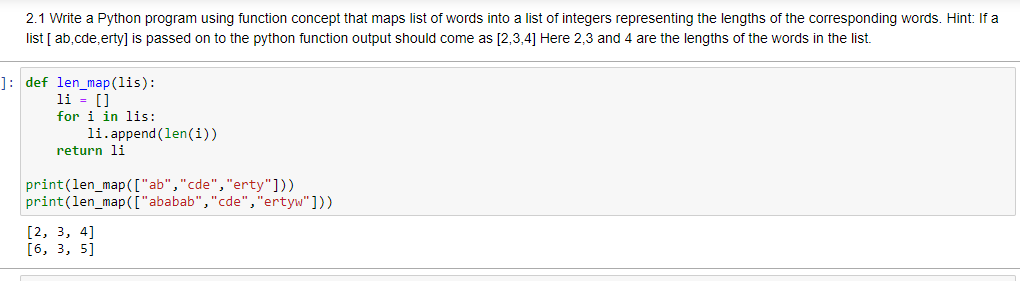 2.1 Write a Python program using function concept that maps list of words into a list of integers representing the lengths of the corresponding words. Hint: If a
list [ ab,cde,erty] is passed on to the python function output should come as [2,3,4] Here 2,3 and 4 are the lengths of the words in the list.
]: def len_map(lis):
li = []
for i in lis:
li.append(len(i))
return li
print(len_map(["ab","cde","erty"]))
print(len_map(["ababab","cde","ertyw"]))
[2, 3, 4]
[6, 3, 5]